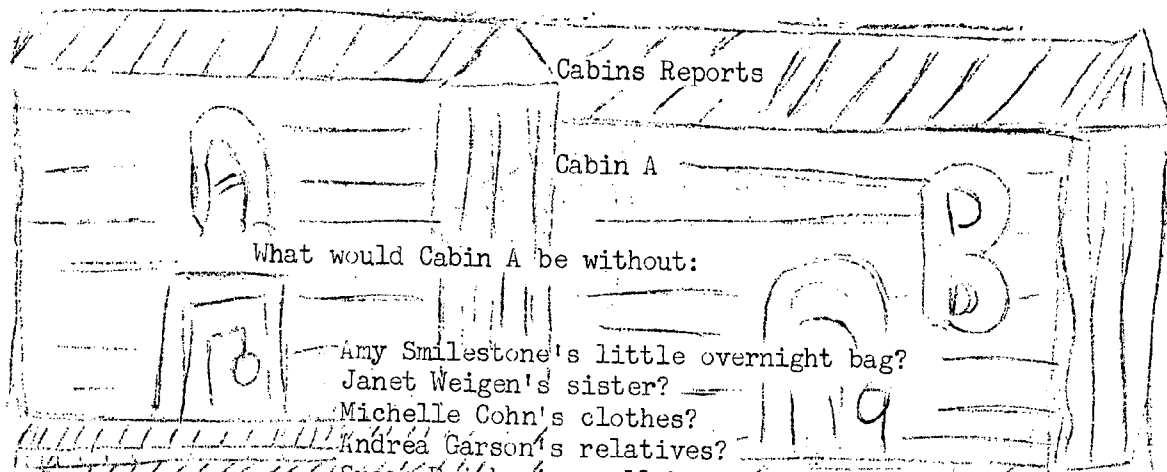 Cabins Reports
Cabin A
A
B
What would Cabin A be without:
Amy Smilestone's little overnight bag?
Janet Weigen's sister?
Michelle Cohn's clothes?
Andrea Garson's relatives?